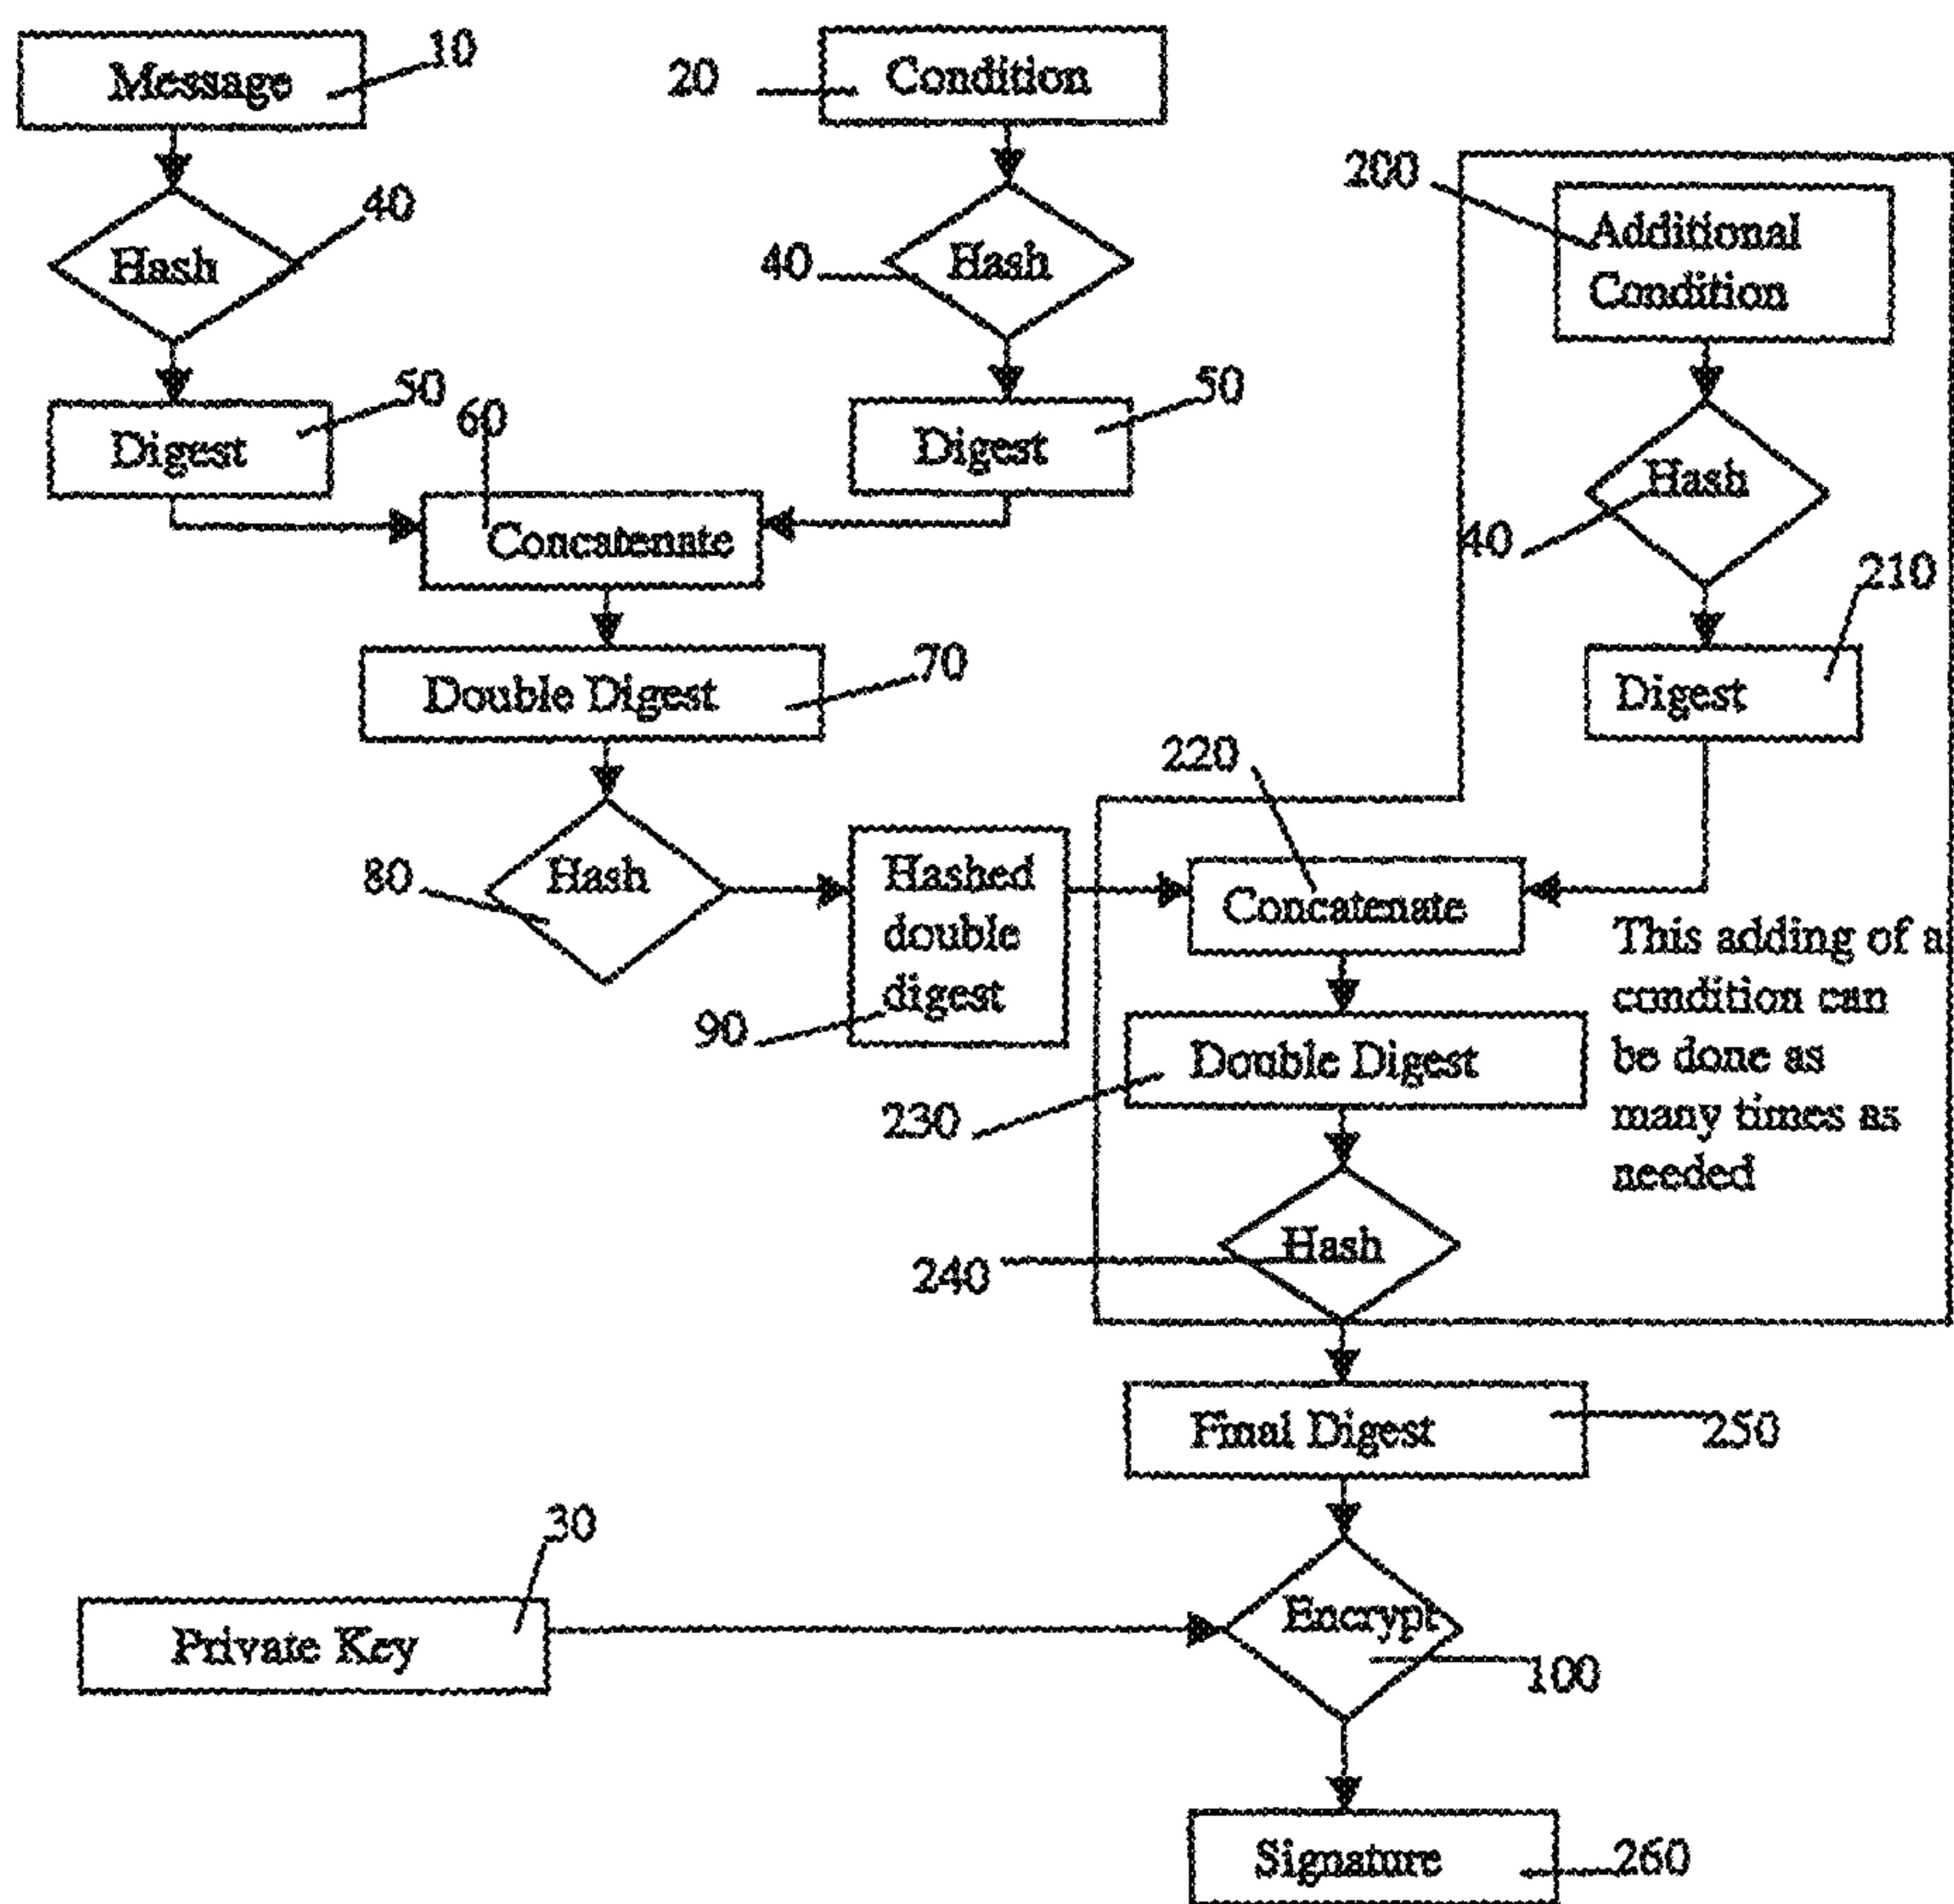 Message
10
20
Condition
Hash
40
40
Hash
200
Additional
Condition
Digest
50
60
Digest
50
Hash
40
Concatenate
210
Digest
Double Digest
70
220
80
Hash
Hashed
double
digest
90
Concatenate
This adding of a
condition can
be done as
many times as
needed
Double Digest
230
Hash
240
Final Digest
250
30
Private Key
Encrypt
100
Signature
260